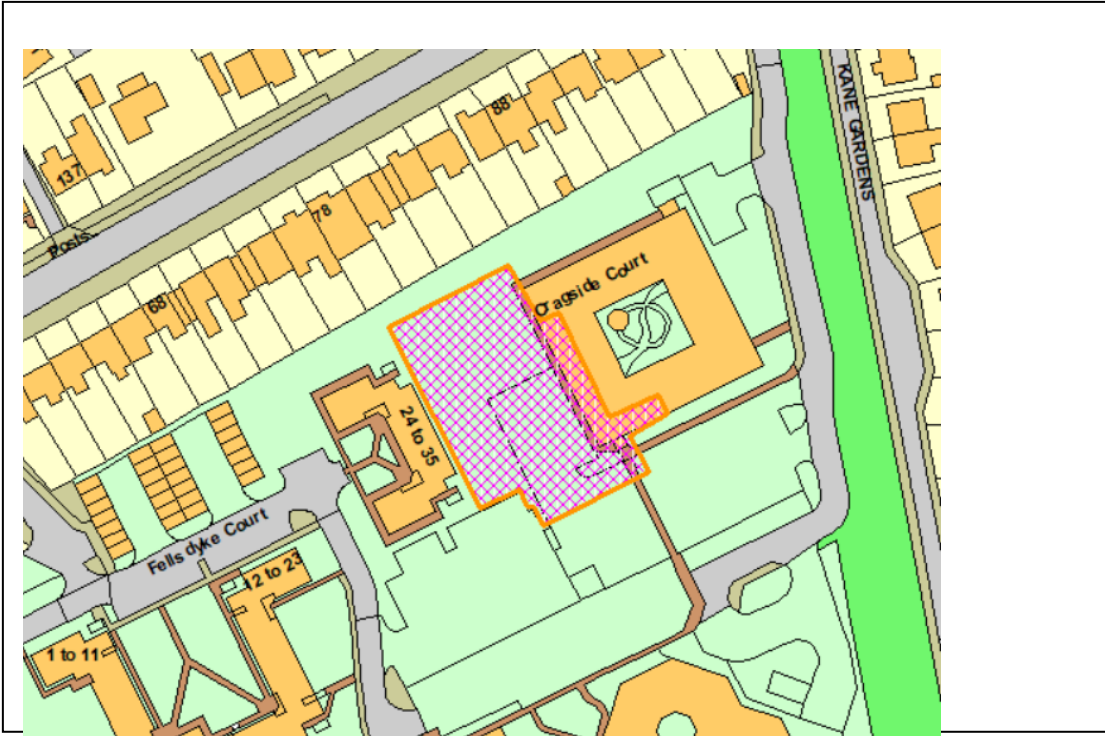 KANE GARDENS
88
137
78
Posts
Cragside Court
68
24 to 35
Fellsdyke Court
12 to 23
1 to 11